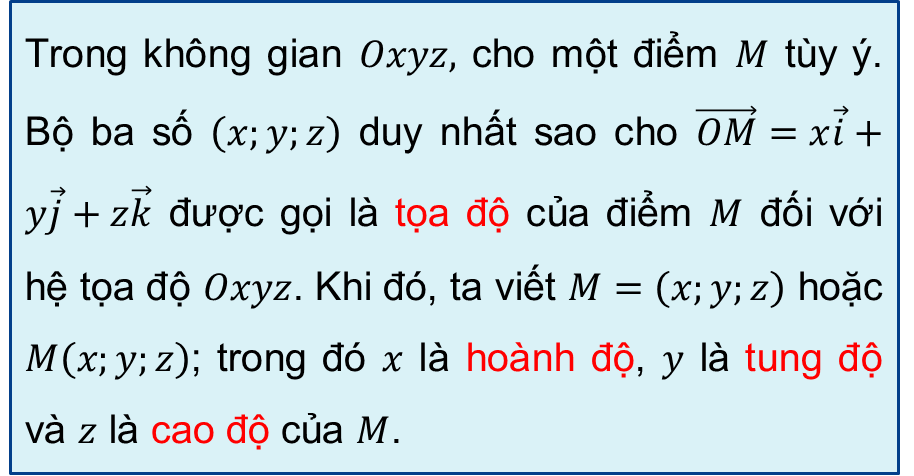 Trong không gian Oxyz, cho một điểm M tùy ý.
Bộ ba số (x; y; z) duy nhất sao cho \overrightarrow{OM} = x\vec{i} +
y\vec{j} + z\vec{k} được gọi là tọa độ của điểm M đối với
hệ tọa độ Oxyz. Khi đó, ta viết M = (x; y; z) hoặc
M(x; y; z); trong đó x là hoành độ, y là tung độ
và z là cao độ của M.